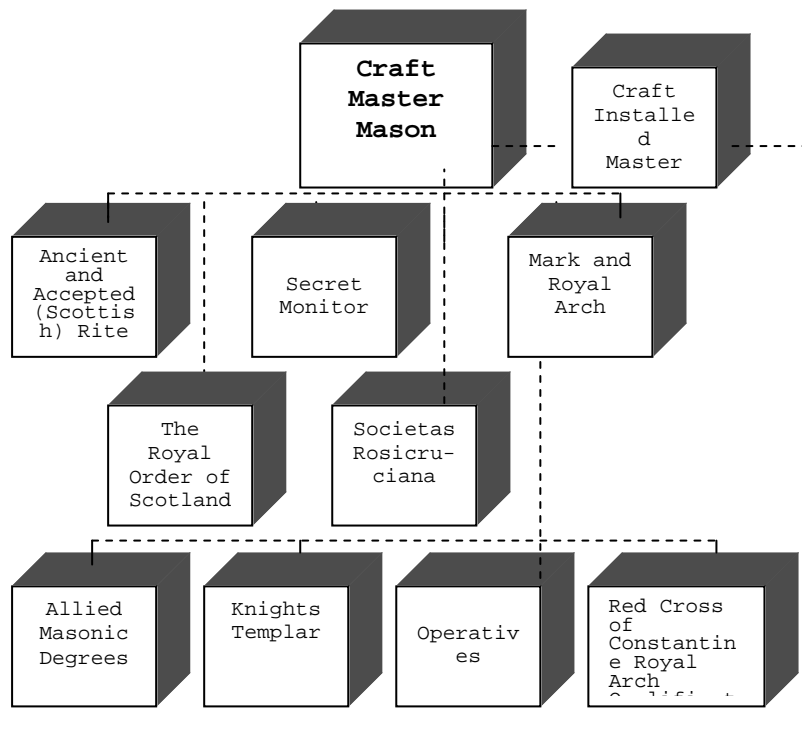 Craft
Master
Mason
Craft
Installe
d
Master
Ancient
and
Accepted
(Scottis
h) Rite
Secret
Monitor
Mark and
Royal
Arch
The
Royal
Order of
Scotland
Societas
Rosicru-
ciana
Allied
Masonic
Degrees
Knights
Templar
Operativ
es
Red Cross
of
Constantin
e Royal
Arch